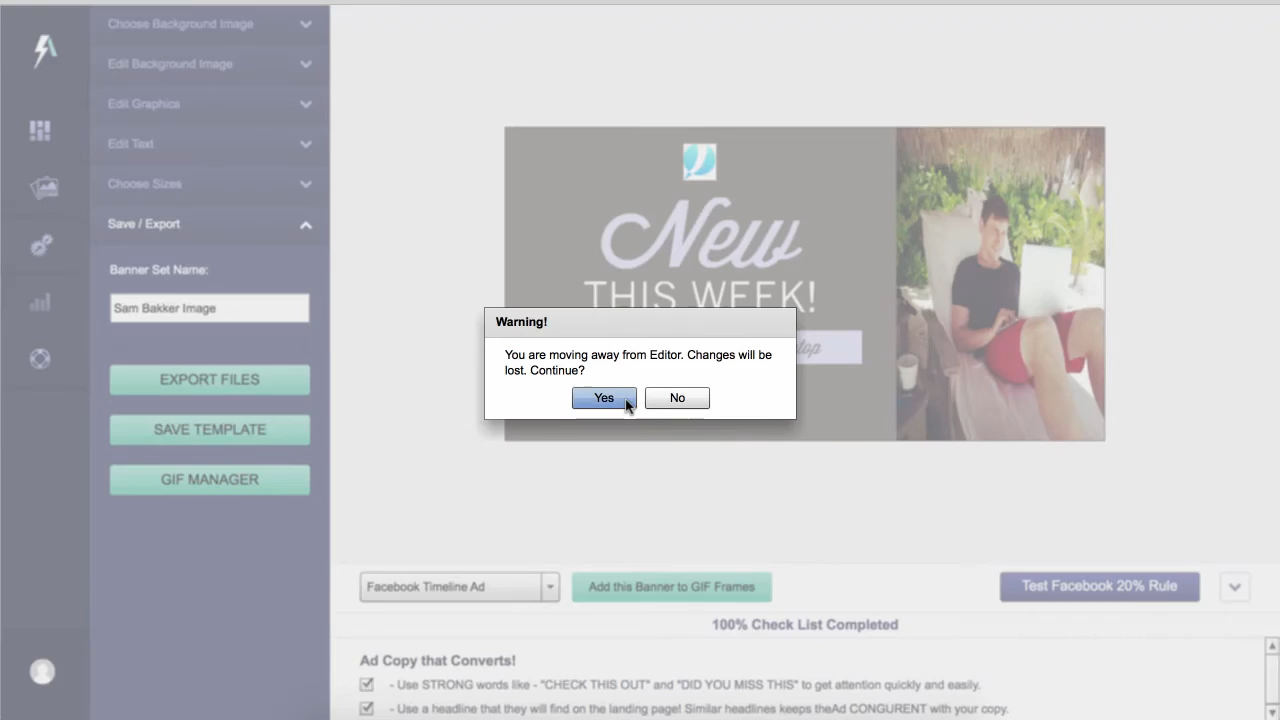 Choose Background Image
Edit Background Image
Edit Graphics
Edit Text
Choose Sizes
Save / Export
Banner Set Name:
Sam Bakker Image
EXPORT FILES
SAVE TEMPLATE
GIF MANAGER
New
THIS WEEK!
Warning!
You are moving away from Editor. Changes will be
lost. Continue?
Yes
No
Facebook Timeline Ad
Add this Banner to GIF Frames
Test Facebook 20% Rule
100% Check List Completed
Ad Copy that Converts!
- Use STRONG words like - "CHECK THIS OUT" and "DID YOU MISS THIS" to get attention quickly and easily.
- Use a headline that they will find on the landing page! Similar headlines keeps theAd CONGURENT with your copy.